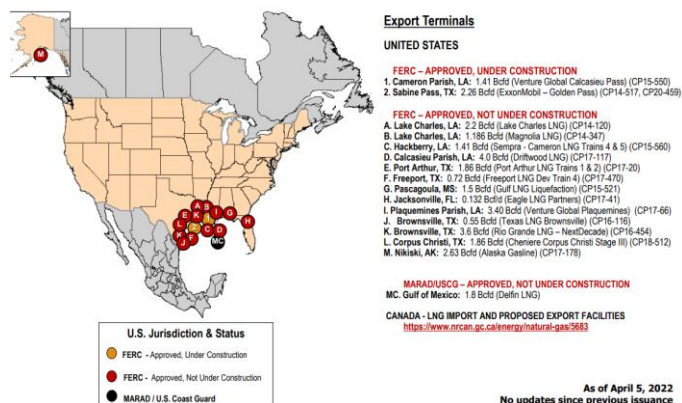 Export Terminals
UNITED STATES
FERC – APPROVED, UNDER CONSTRUCTION
1. Cameron Parish, LA: 1.41 Bcfd (Venture Global Calcasieu Pass) (CP15-550)
2. Sabine Pass, TX: 2.26 Bcfd (ExxonMobil – Golden Pass) (CP14-517, CP20-459)
FERC – APPROVED, NOT UNDER CONSTRUCTION
A. Lake Charles, LA: 2.2 Bcfd (Lake Charles LNG) (CP14-120)
B. Lake Charles, LA: 1.186 Bcfd (Magnolia LNG) (CP14-347)
C. Hackberry, LA: 1.41 Bcfd (Sempra - Cameron LNG Trains 4 & 5) (CP15-560)
D. Calcasieu Parish, LA: 4.0 Bcfd (Driftwood LNG) (CP17-117)
E. Port Arthur, TX: 1.86 Bcfd (Port Arthur LNG Trains 1 & 2) (CP17-20)
F. Freeport, TX: 0.72 Bcfd (Freeport LNG Dev Train 4) (CP17-470)
G. Pascagoula, MS: 1.5 Bcfd (Gulf LNG Liquefaction) (CP15-521)
H. Jacksonville, FL: 0.132 Bcf/d (Eagle LNG Partners) (CP17-41)
I. Plaquemines Parish, LA: 3.40 Bcfd (Venture Global Plaquemines) (CP17-66)
J. Brownsville, TX: 0.55 Bcfd (Texas LNG Brownsville) (CP16-116)
K. Brownsville, TX: 3.6 Bcfd (Rio Grande LNG – NextDecade) (CP16-454)
L. Corpus Christi, TX: 1.86 Bcfd (Cheniere Corpus Christi Stage III) (CP18-512)
M. Nikiski, AK: 2.63 Bcfd (Alaska Gasline) (CP17-178)
MARAD/USCG – APPROVED, NOT UNDER CONSTRUCTION
MC. Gulf of Mexico: 1.8 Bcfd (Delfin LNG)
CANADA - LNG IMPORT AND PROPOSED EXPORT FACILITIES
https://www.nrcan.gc.ca/energy/natural-gas/5683
M
A B
E K I G
L H
C D
K F
J MC
U.S. Jurisdiction & Status
FERC - Approved, Under Construction
FERC - Approved, Not Under Construction
MARAD / U.S. Coast Guard
As of April 5, 2022
No updates since previous issuance